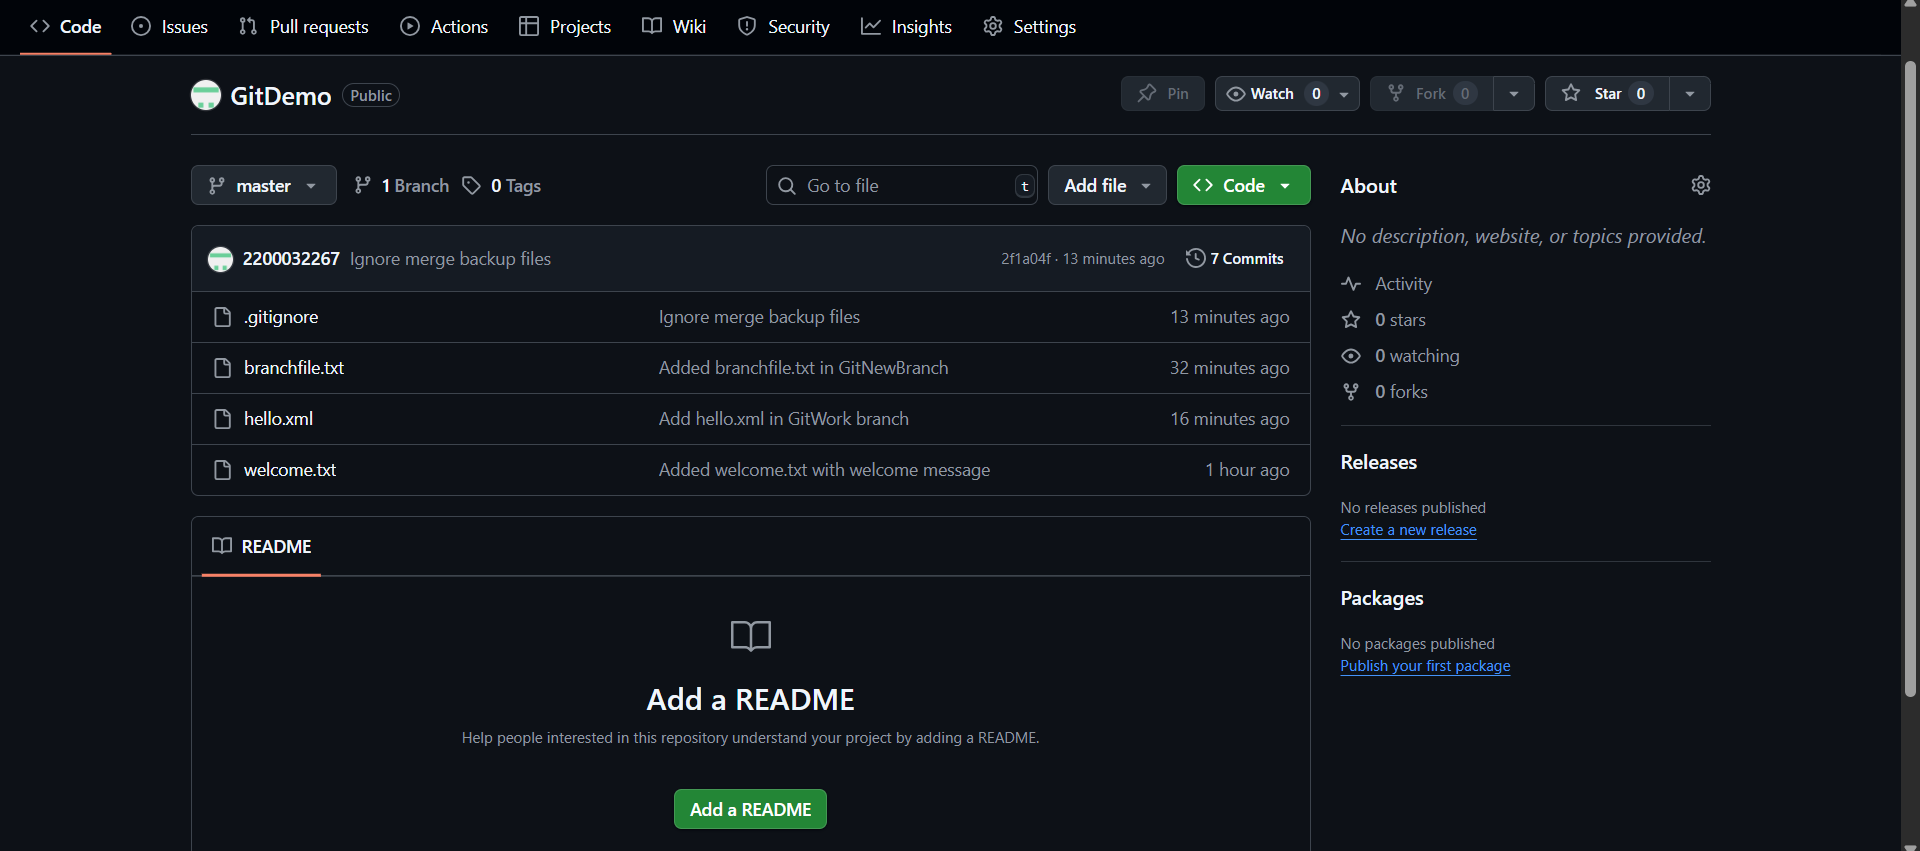 Code Issues Pull requests Actions Projects Wiki Security Insights Settings
GitDemo Public Pin Watch 0 Fork 0 Star 0
master 1 Branch 0 Tags Go to file t Add file Code
2200032267 Ignore merge backup files 2f1a04f · 13 minutes ago 7 Commits
.gitignore Ignore merge backup files 13 minutes ago
branchfile.txt Added branchfile.txt in GitNewBranch 32 minutes ago
hello.xml Add hello.xml in GitWork branch 16 minutes ago
welcome.txt Added welcome.txt with welcome message 1 hour ago
README
Add a README
Help people interested in this repository understand your project by adding a README.
Add a README
About
No description, website, or topics provided.
Activity
0 stars
0 watching
0 forks
Releases
No releases published
Create a new release
Packages
No packages published
Publish your first package